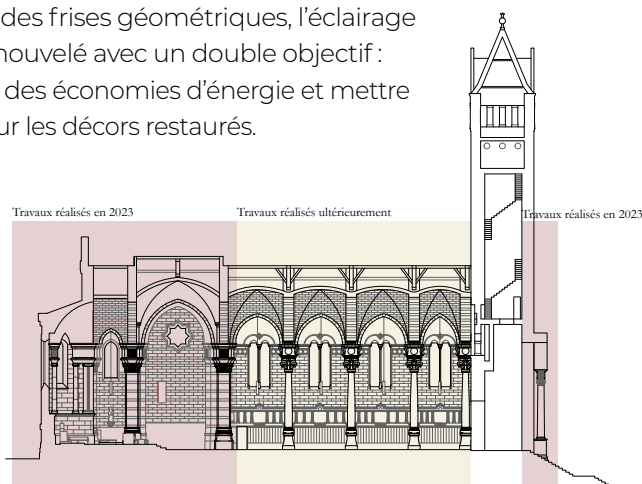 des frises géométriques, l’éclairage
nouvelé avec un double objectif :
des économies d’énergie et mettre
ur les décors restaurés.
Travaux réalisés en 2023
Travaux réalisés ultérieurement
Travaux réalisés en 2023